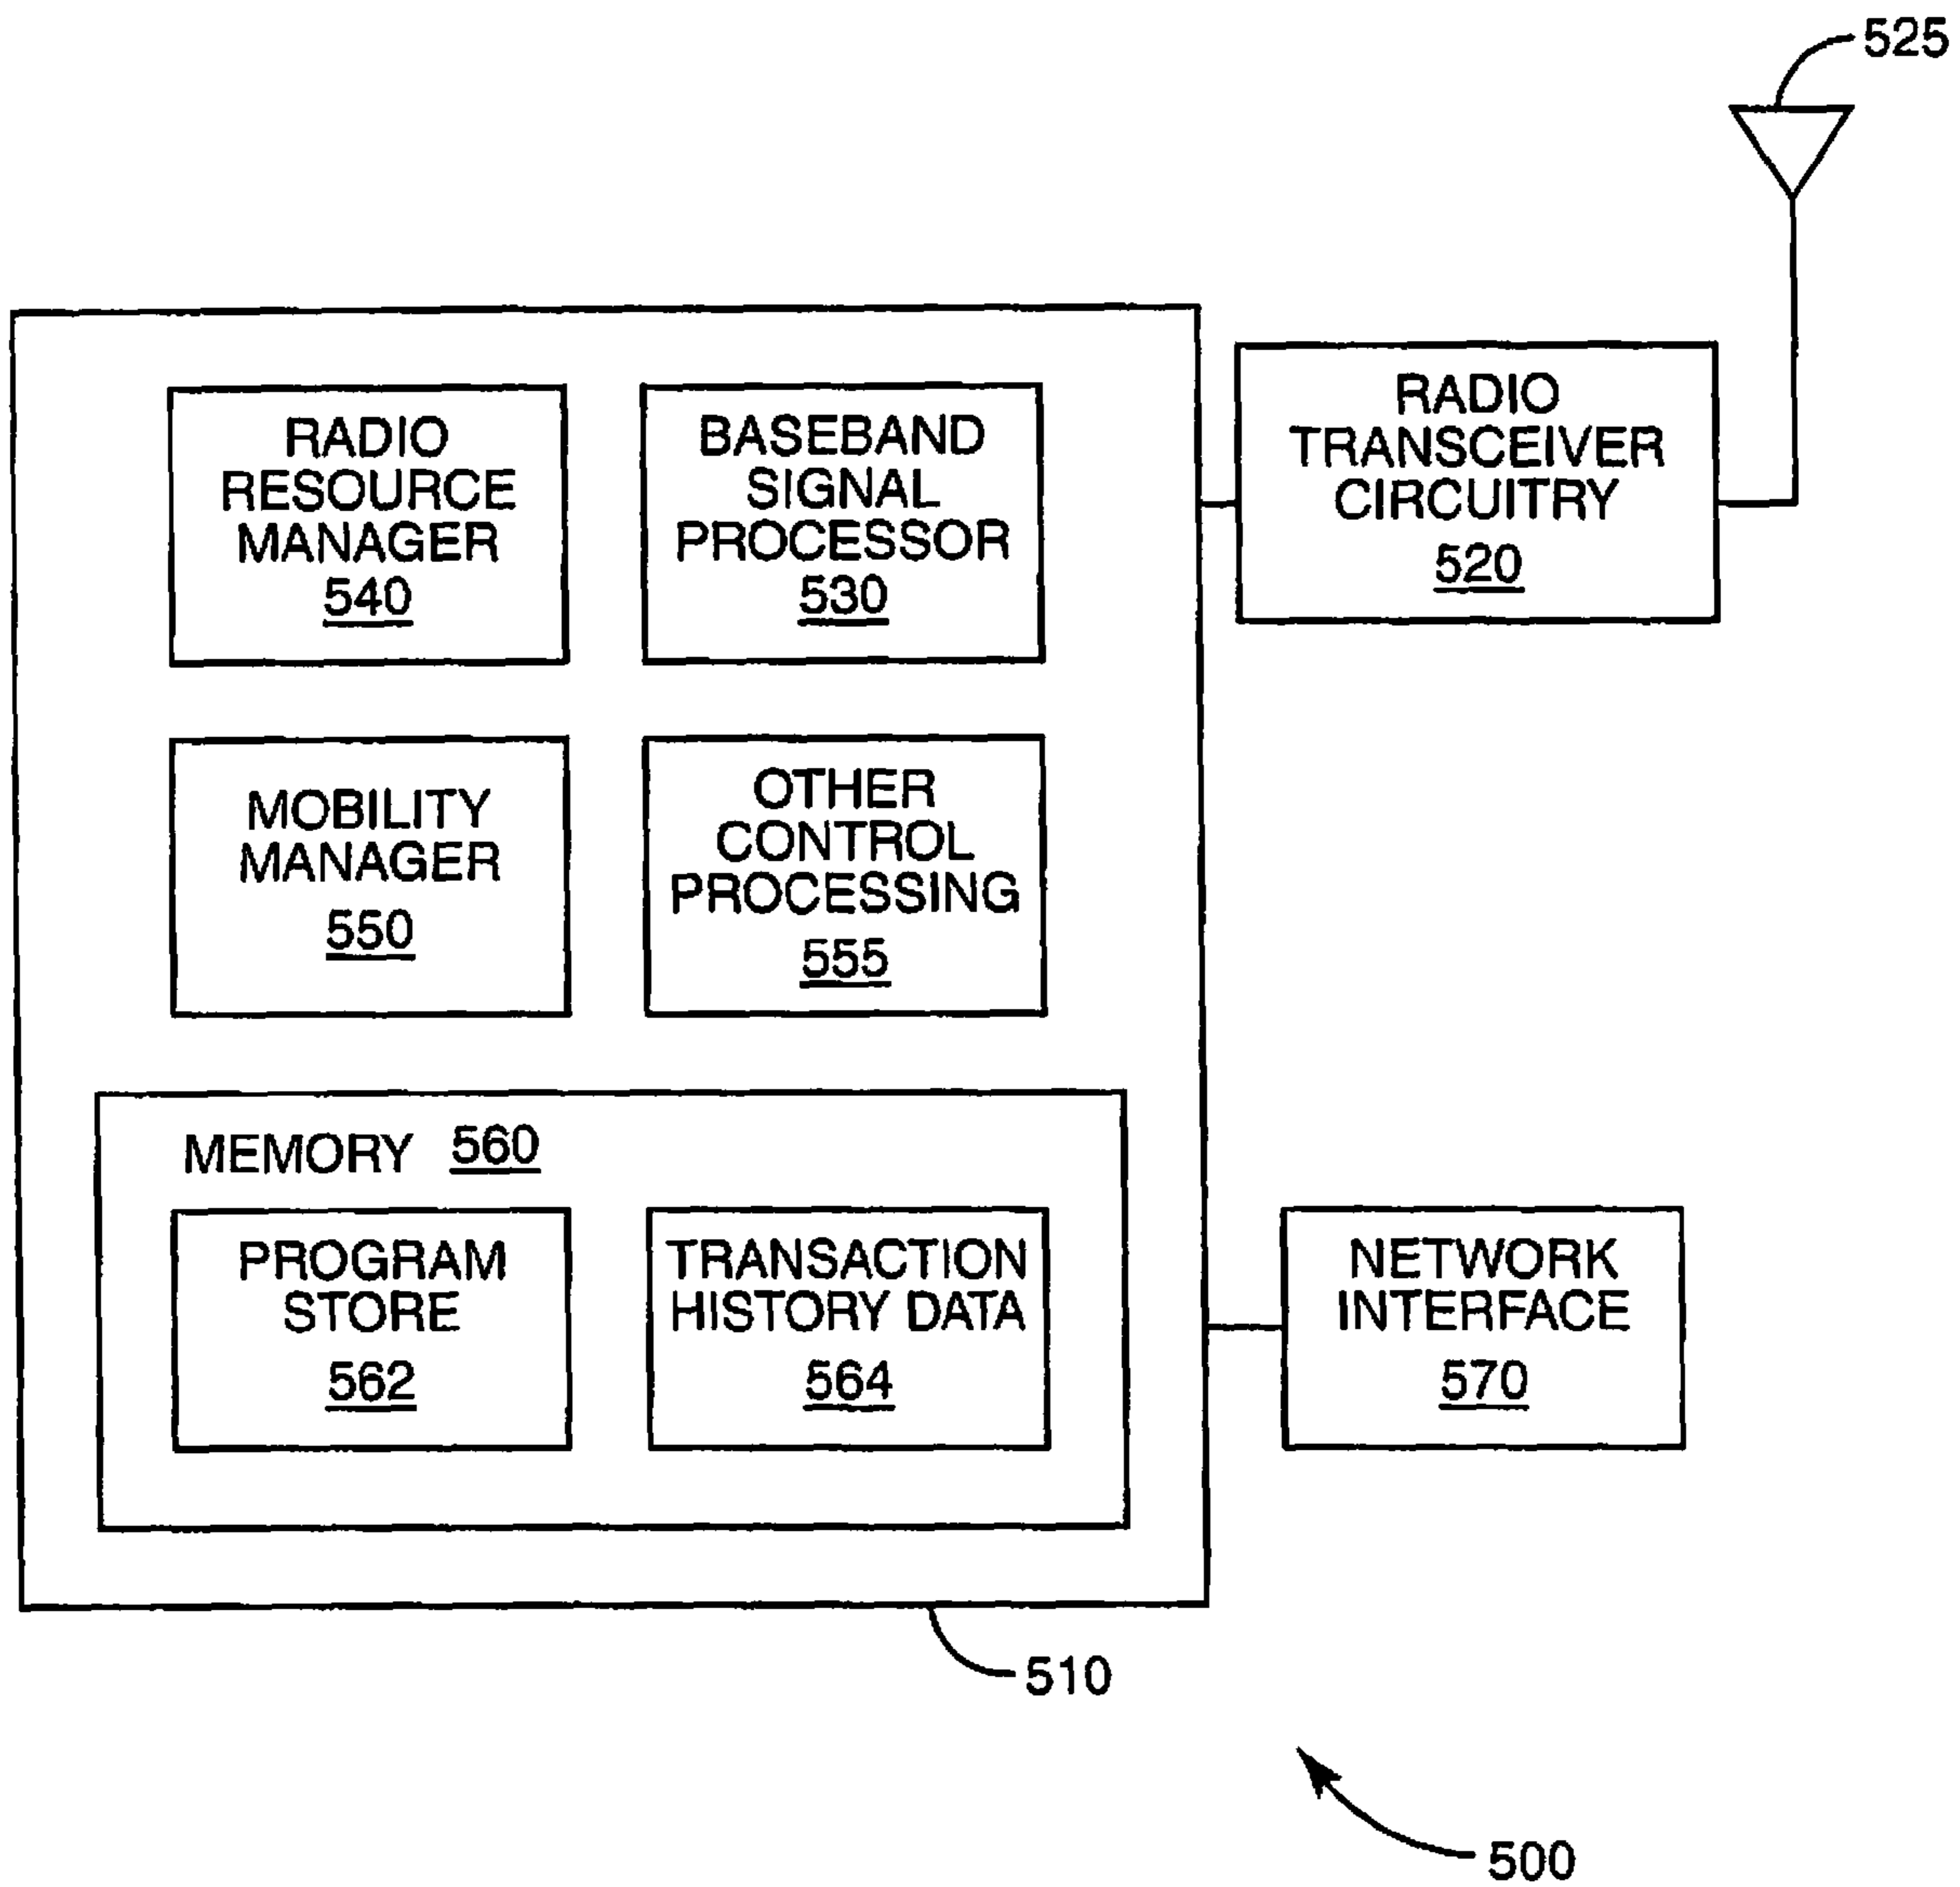 525
RADIO
RESOURCE
MANAGER
540
BASEBAND
SIGNAL
PROCESSOR
530
RADIO
TRANSCEIVER
CIRCUITRY
520
MOBILITY
MANAGER
550
OTHER
CONTROL
PROCESSING
555
MEMORY 560
PROGRAM
STORE
562
TRANSACTION
HISTORY DATA
564
NETWORK
INTERFACE
570
510
500